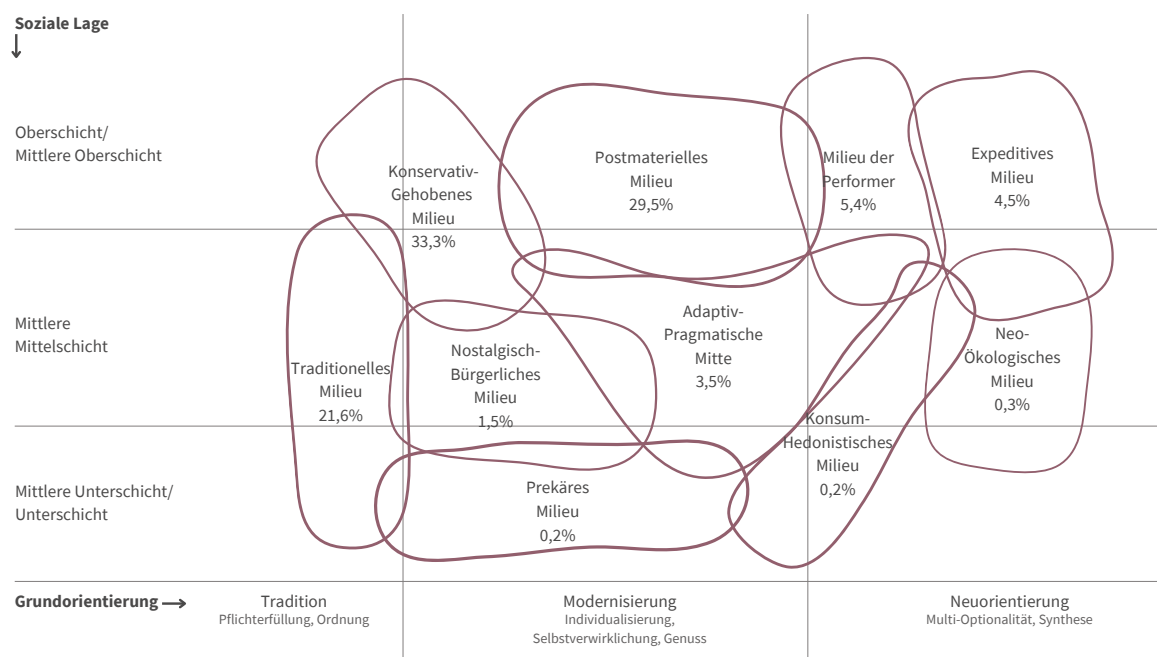 Soziale Lage
Oberschicht/
Mittlere Oberschicht
Konservativ-
Gehobenes
Milieu
33,3%
Postmaterielles
Milieu
29,5%
Milieu der
Performer
5,4%
Expeditives
Milieu
4,5%
Mittlere
Mittelschicht
Traditionelles
Milieu
21,6%
Nostalgisch-
Bürgerliches
Milieu
1,5%
Adaptiv-
Pragmatische
Mitte
3,5%
Neo-
Ökologisches
Milieu
0,3%
Konsum-
Hedonistisches
Milieu
0,2%
Mittlere Unterschicht/
Unterschicht
Prekäres
Milieu
0,2%
Grundorientierung
Tradition
Pflichterfüllung, Ordnung
Modernisierung
Individualisierung,
Selbstverwirklichung, Genuss
Neuorientierung
Multi-Optionalität, Synthese